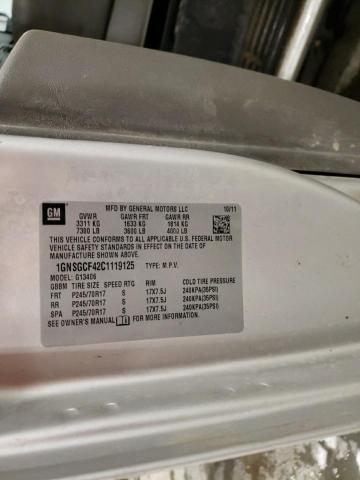 GM
MFD BY GENERAL MOTORS LLC 10/11
GVWR GAWR FRT GAWR RR
3311 KG 1633 KG 1814 KG
7300 LB 3600 LB 4000 LB
THIS VEHICLE CONFORMS TO ALL APPLICABLE U.S. FEDERAL MOTOR
VEHICLE SAFETY STANDARDS IN EFFECT ON THE DATE OF
MANUFACTURE SHOWN ABOVE.
1GNSGCF42C1119125 TYPE: M.P.V.
MODEL: G13406
GBBM TIRE SIZE SPEED RTG RIM COLD TIRE PRESSURE
FRT P245/70R17 S 17X7.5J 240KPA(35PSI)
RR P245/70R17 S 17X7.5J 240KPA(35PSI)
SPA P245/70R17 S 17X7.5J 240KPA(35PSI)
SEE OWNER'S MANUAL FOR MORE INFORMATION.